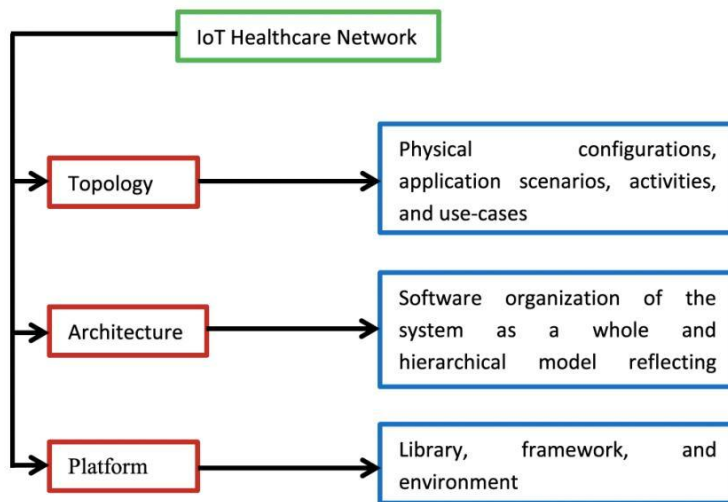 IoT Healthcare Network
Topology
Physical configurations,
application scenarios, activities,
and use-cases
Architecture
Software organization of the
system as a whole and
hierarchical model reflecting
Platform
Library, framework, and
environment